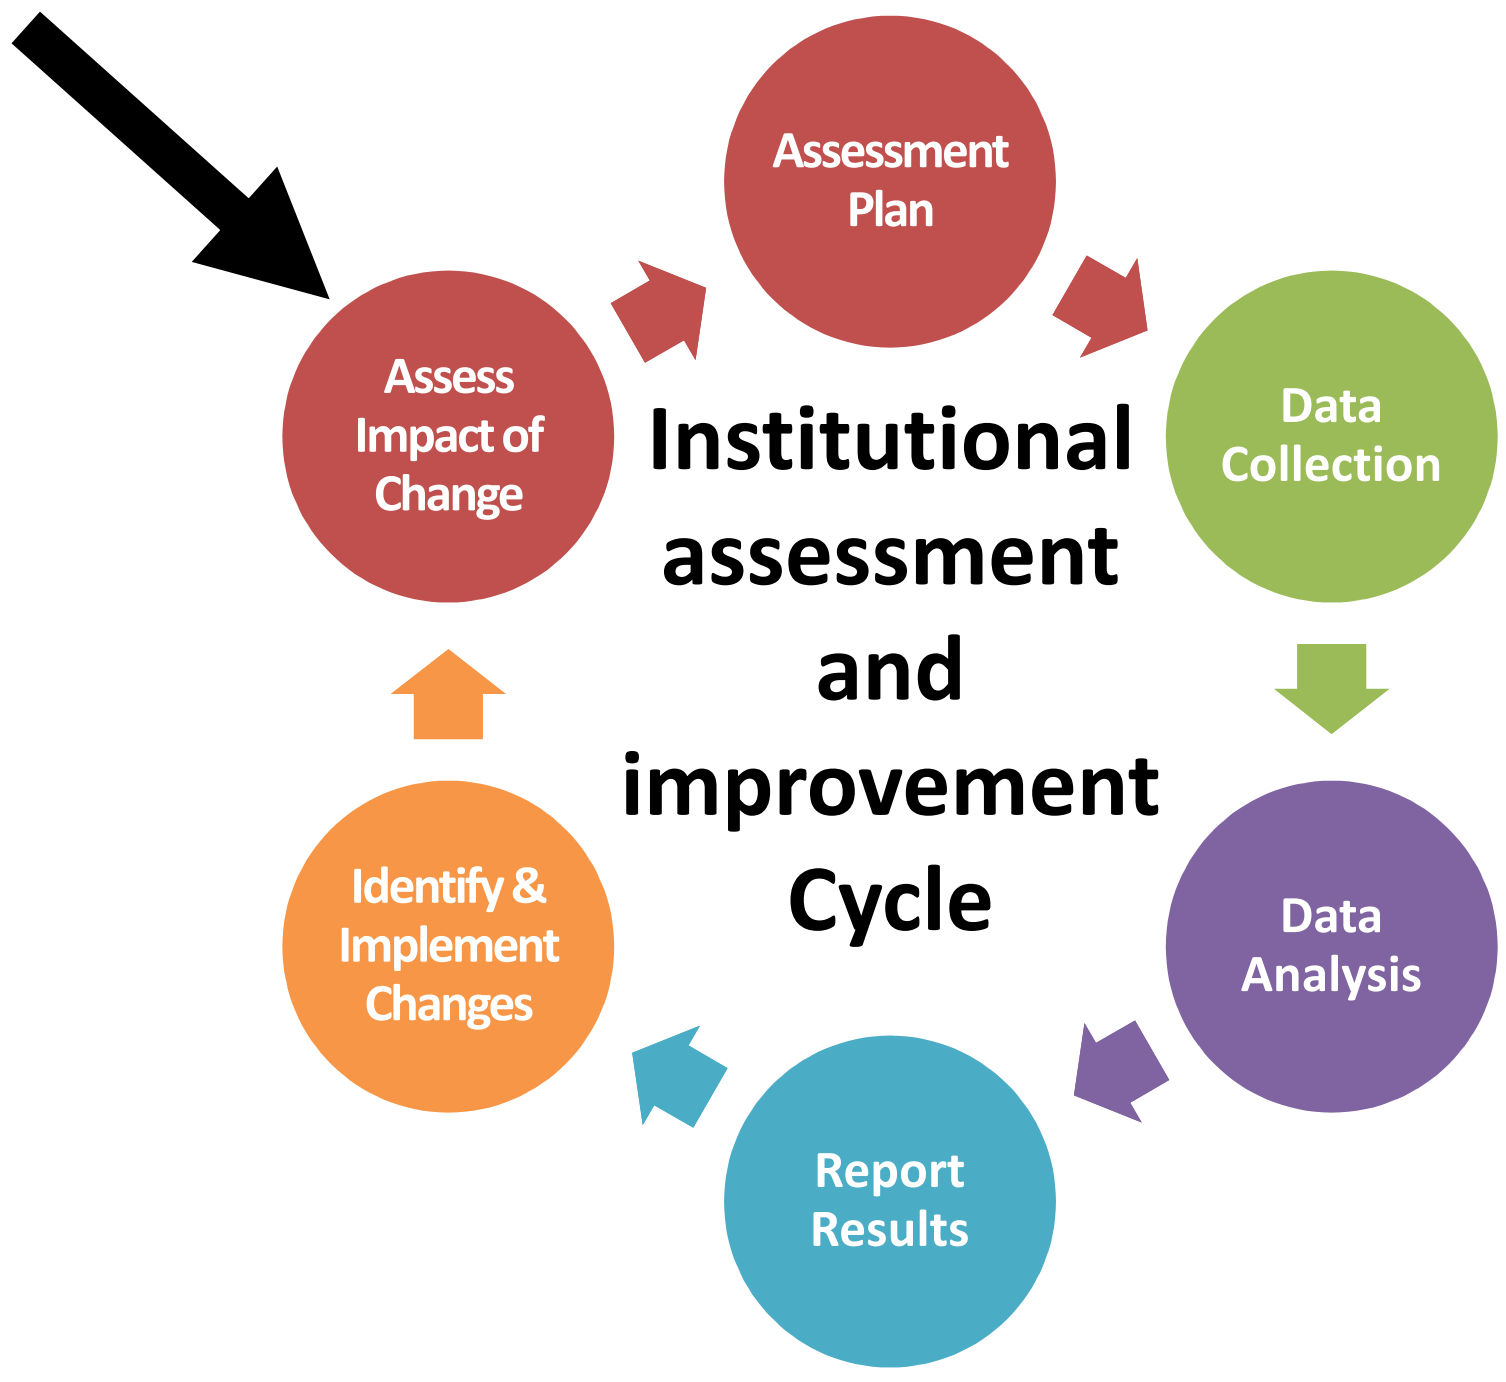 Assessment
Plan
Data
Collection
Data
Analysis
Report
Results
Identify &
Implement
Changes
Assess
Impact of
Change
Institutional
assessment
and
improvement
Cycle